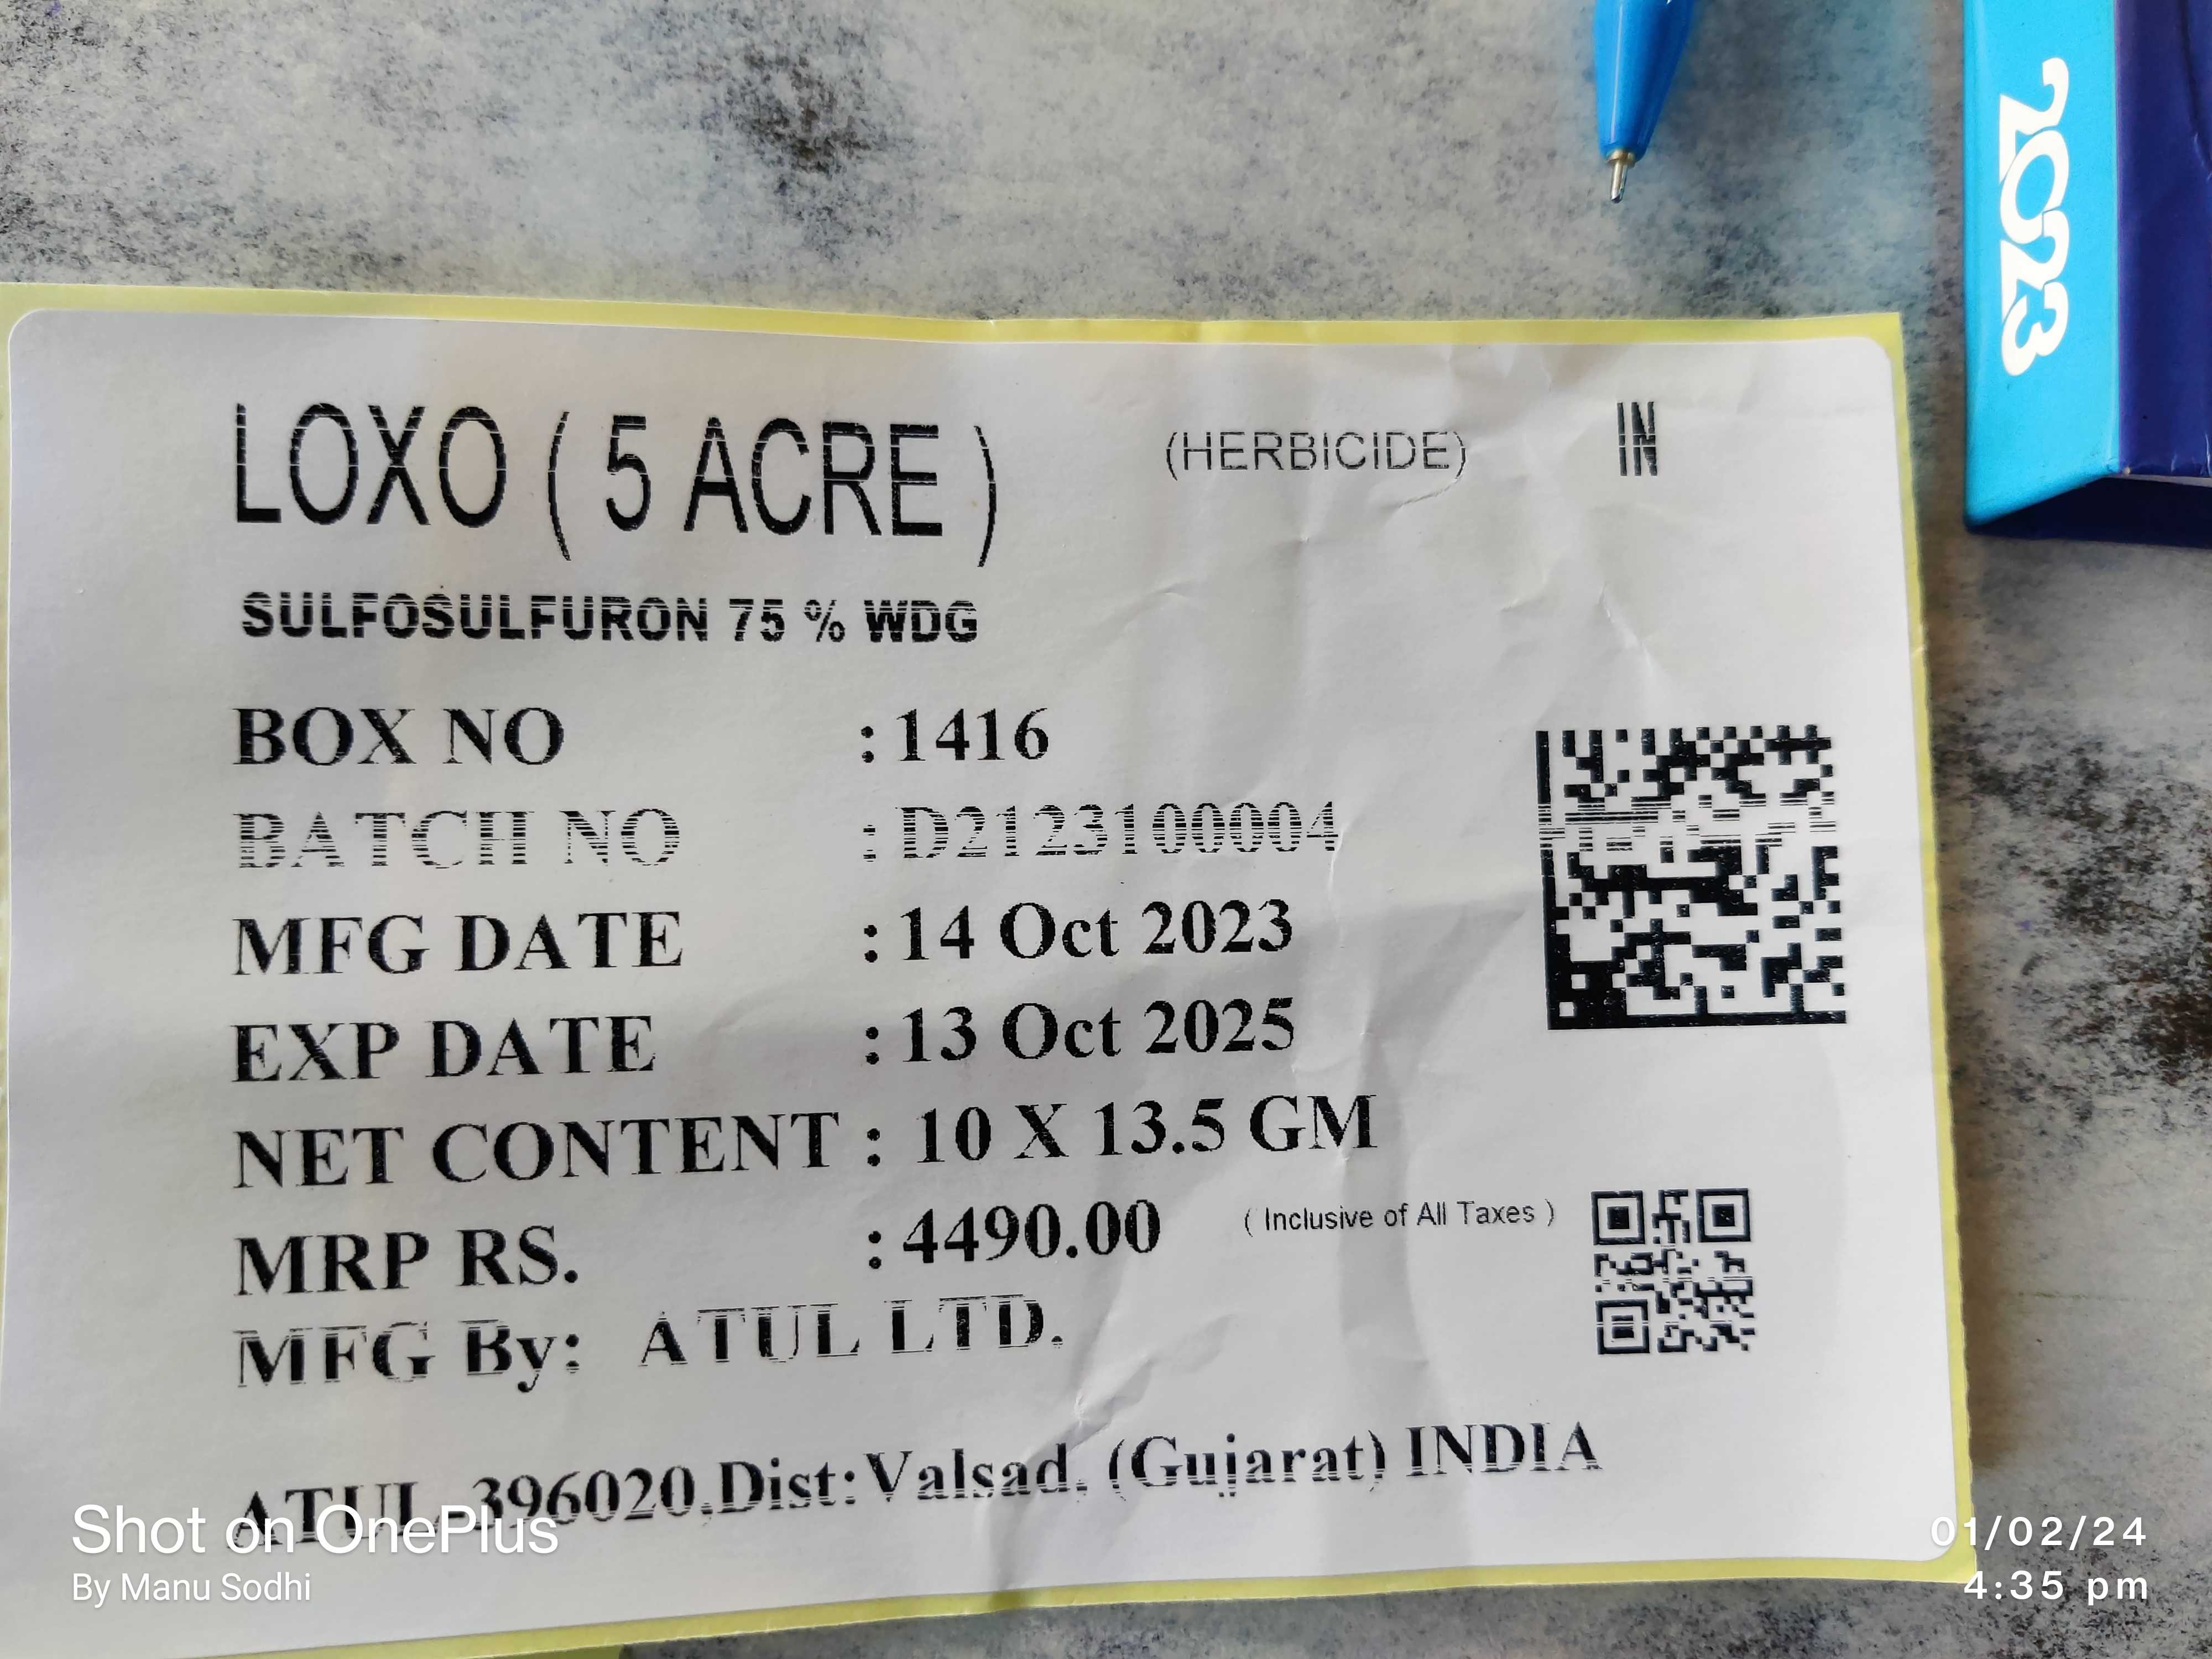 2023
LOXO ( 5 ACRE ) (HERBICIDE) IN
SULFOSULFURON 75 % WDG
BOX NO : 1416
BATCH NO : D2123100004
MFG DATE : 14 Oct 2023
EXP DATE : 13 Oct 2025
NET CONTENT : 10 X 13.5 GM
MRP RS. : 4490.00 ( Inclusive of All Taxes )
MFG By: ATUL LTD.
ATUL 396020,Dist:Valsad, (Gujarat) INDIA
Shot on OnePlus
By Manu Sodhi
01/02/24
4:35 pm